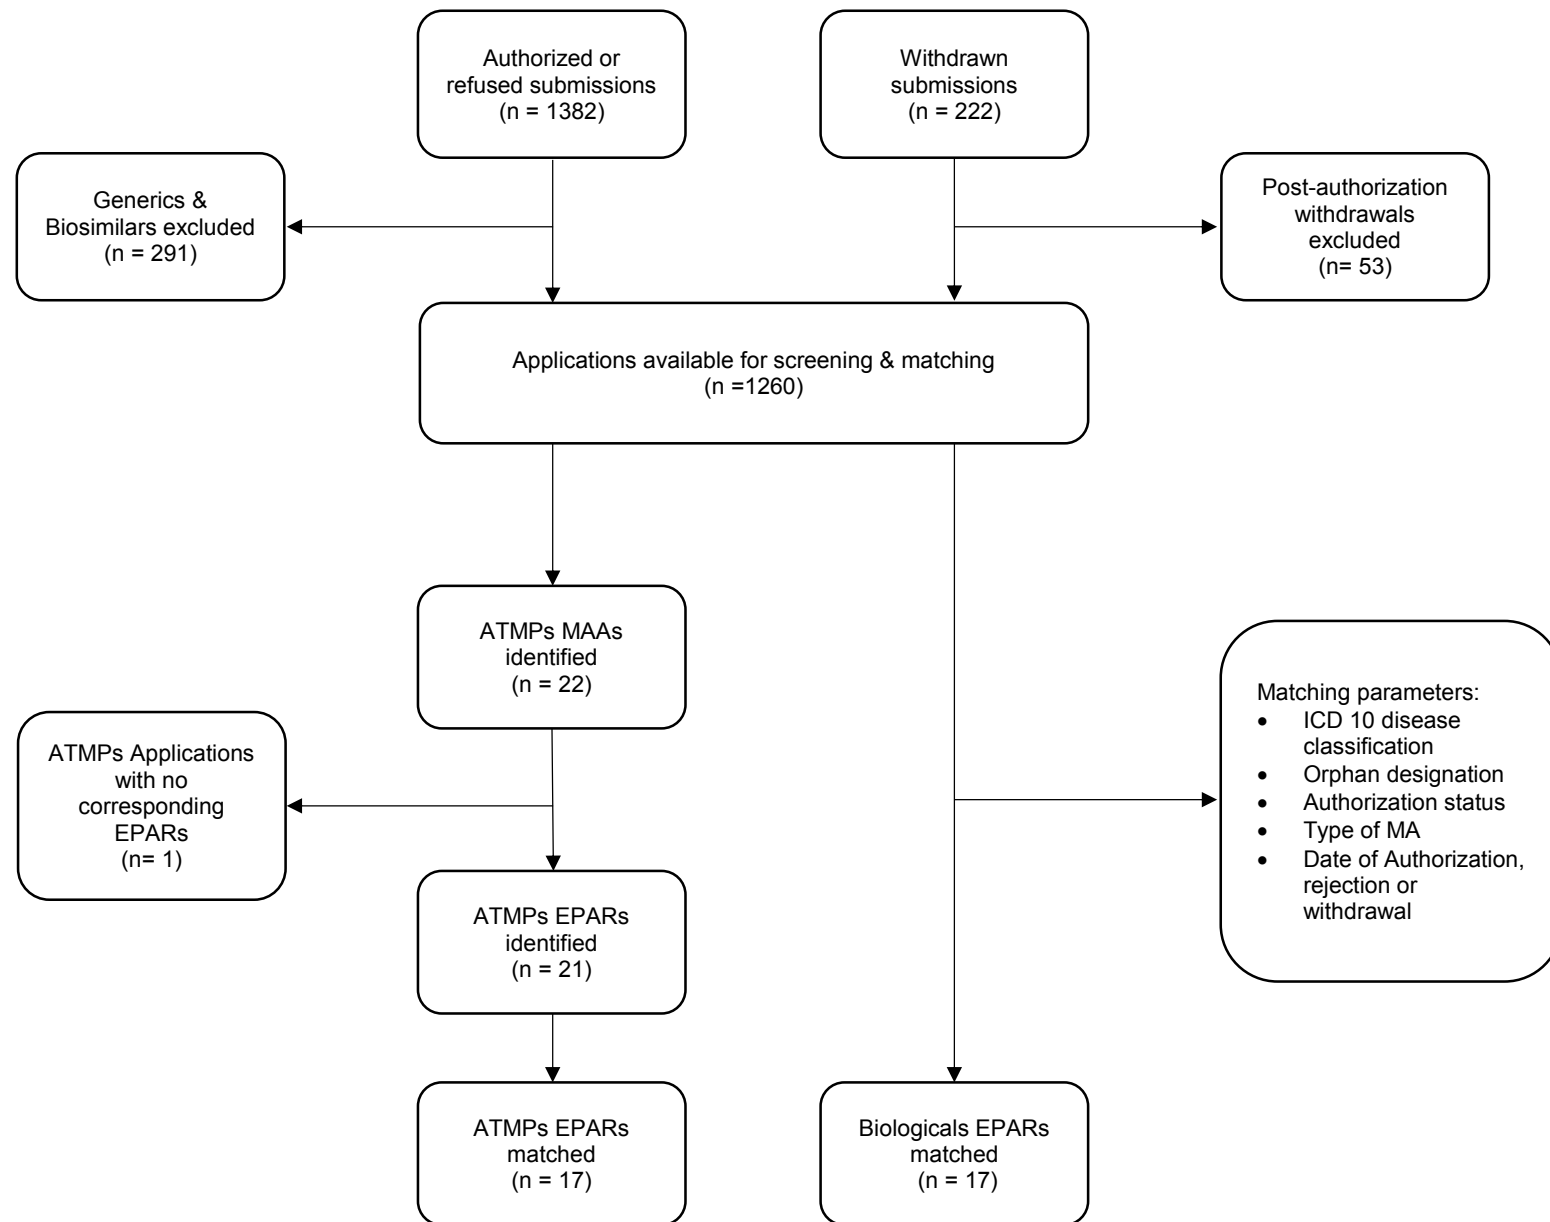 Authorized or
refused submissions
(n = 1382)
Withdrawn
submissions
(n = 222)
Generics &
Biosimilars excluded
(n = 291)
Post-authorization
withdrawals
excluded
(n= 53)
Applications available for screening & matching
(n =1260)
ATMPs MAAs
identified
(n = 22)
ATMPs Applications
with no
corresponding
EPARs
(n= 1)
Matching parameters:
• ICD 10 disease
classification
• Orphan designation
• Authorization status
• Type of MA
• Date of Authorization,
rejection or
withdrawal
ATMPs EPARs
identified
(n = 21)
ATMPs EPARs
matched
(n = 17)
Biologicals EPARs
matched
(n = 17)